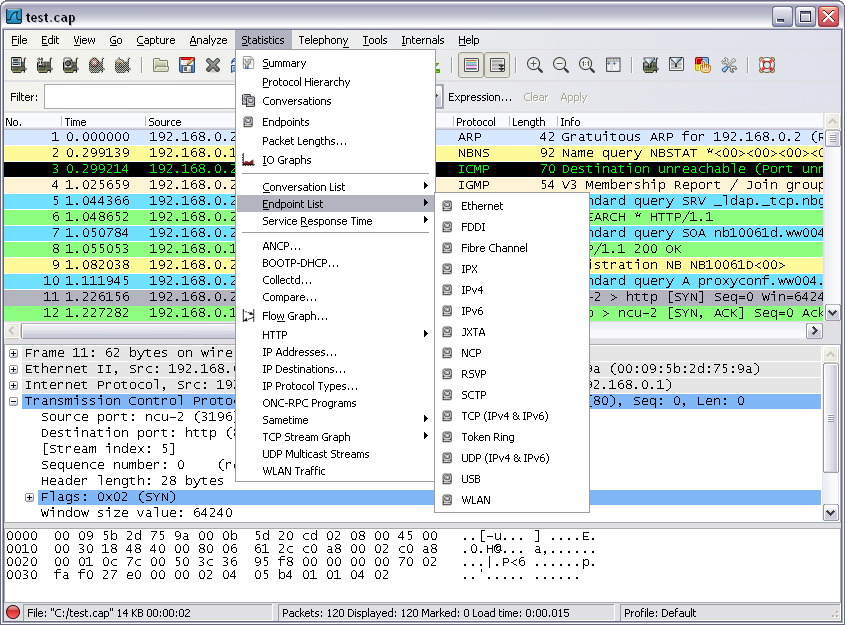 test.cap
File Edit View Go Capture Analyze Statistics Telephony Tools Internals Help
Filter: Expression... Clear Apply
No. Time Source Protocol Length Info
1 0.000000 192.168.0.2 ARP 42 Gratuitous ARP for 192.168.0.2 (R
2 0.299139 192.168.0.1 NBNS 92 Name query NBSTAT *<00><00><00><0
3 0.299214 192.168.0.2 ICMP 70 Destination unreachable (Port un
4 1.025659 192.168.0.2 IGMP 54 V3 Membership Report / Join group
5 1.044366 192.168.0.2 ndard query SRV _ldap._tcp.nbg
6 1.048652 192.168.0.2 EARCH * HTTP/1.1
7 1.050784 192.168.0.2 ndard query SOA nb10061d.ww004
8 1.055053 192.168.0.1 P/1.1 200 OK
9 1.082038 192.168.0.2 istration NB NB10061D<00>
10 1.111945 192.168.0.2 ndard query A proxyconf.ww004.
11 1.226156 192.168.0.2 u-2 > http [SYN] Seq=0 Win=6424
12 1.227282 192.168.0.1 p > ncu-2 [SYN, ACK] Seq=0 Ack
Summary
Protocol Hierarchy
Conversations
Endpoints
Packet Lengths...
IO Graphs
Conversation List
Endpoint List
Service Response Time
ANCP...
BOOTP-DHCP...
Collectd...
Compare...
Flow Graph...
HTTP
IP Addresses...
IP Destinations...
IP Protocol Types...
ONC-RPC Programs
Sametime
TCP Stream Graph
UDP Multicast Streams
WLAN Traffic
Ethernet
FDDI
Fibre Channel
IPX
IPv4
IPv6
JXTA
NCP
RSVP
SCTP
TCP (IPv4 & IPv6)
Token Ring
UDP (IPv4 & IPv6)
USB
WLAN
Frame 11: 62 bytes on wire
Ethernet II, Src: 192.168. 9a (00:09:5b:2d:75:9a)
Internet Protocol, Src: 192 92.168.0.1)
Transmission Control Proto (80), Seq: 0, Len: 0
Source port: ncu-2 (3196
Destination port: http (8
[Stream index: 5]
Sequence number: 0 (re
Header length: 28 bytes
Flags: 0x02 (SYN)
Window size value: 64240
0000 00 09 5b 2d 75 9a 00 0b 5d 20 cd 02 08 00 45 00 ..[-u... ] ....E.
0010 00 30 18 48 40 00 80 06 61 2c c0 a8 00 02 c0 a8 .0.H@... a,......
0020 00 01 0c 7c 00 50 3c 36 95 f8 00 00 00 00 70 02 ...|.P<6 ......p.
0030 fa f0 27 e0 00 00 02 04 05 b4 01 01 04 02 ..'..... ......
File: "C:/test.cap" 14 KB 00:00:02 Packets: 120 Displayed: 120 Marked: 0 Load time: 0:00.015 Profile: Default